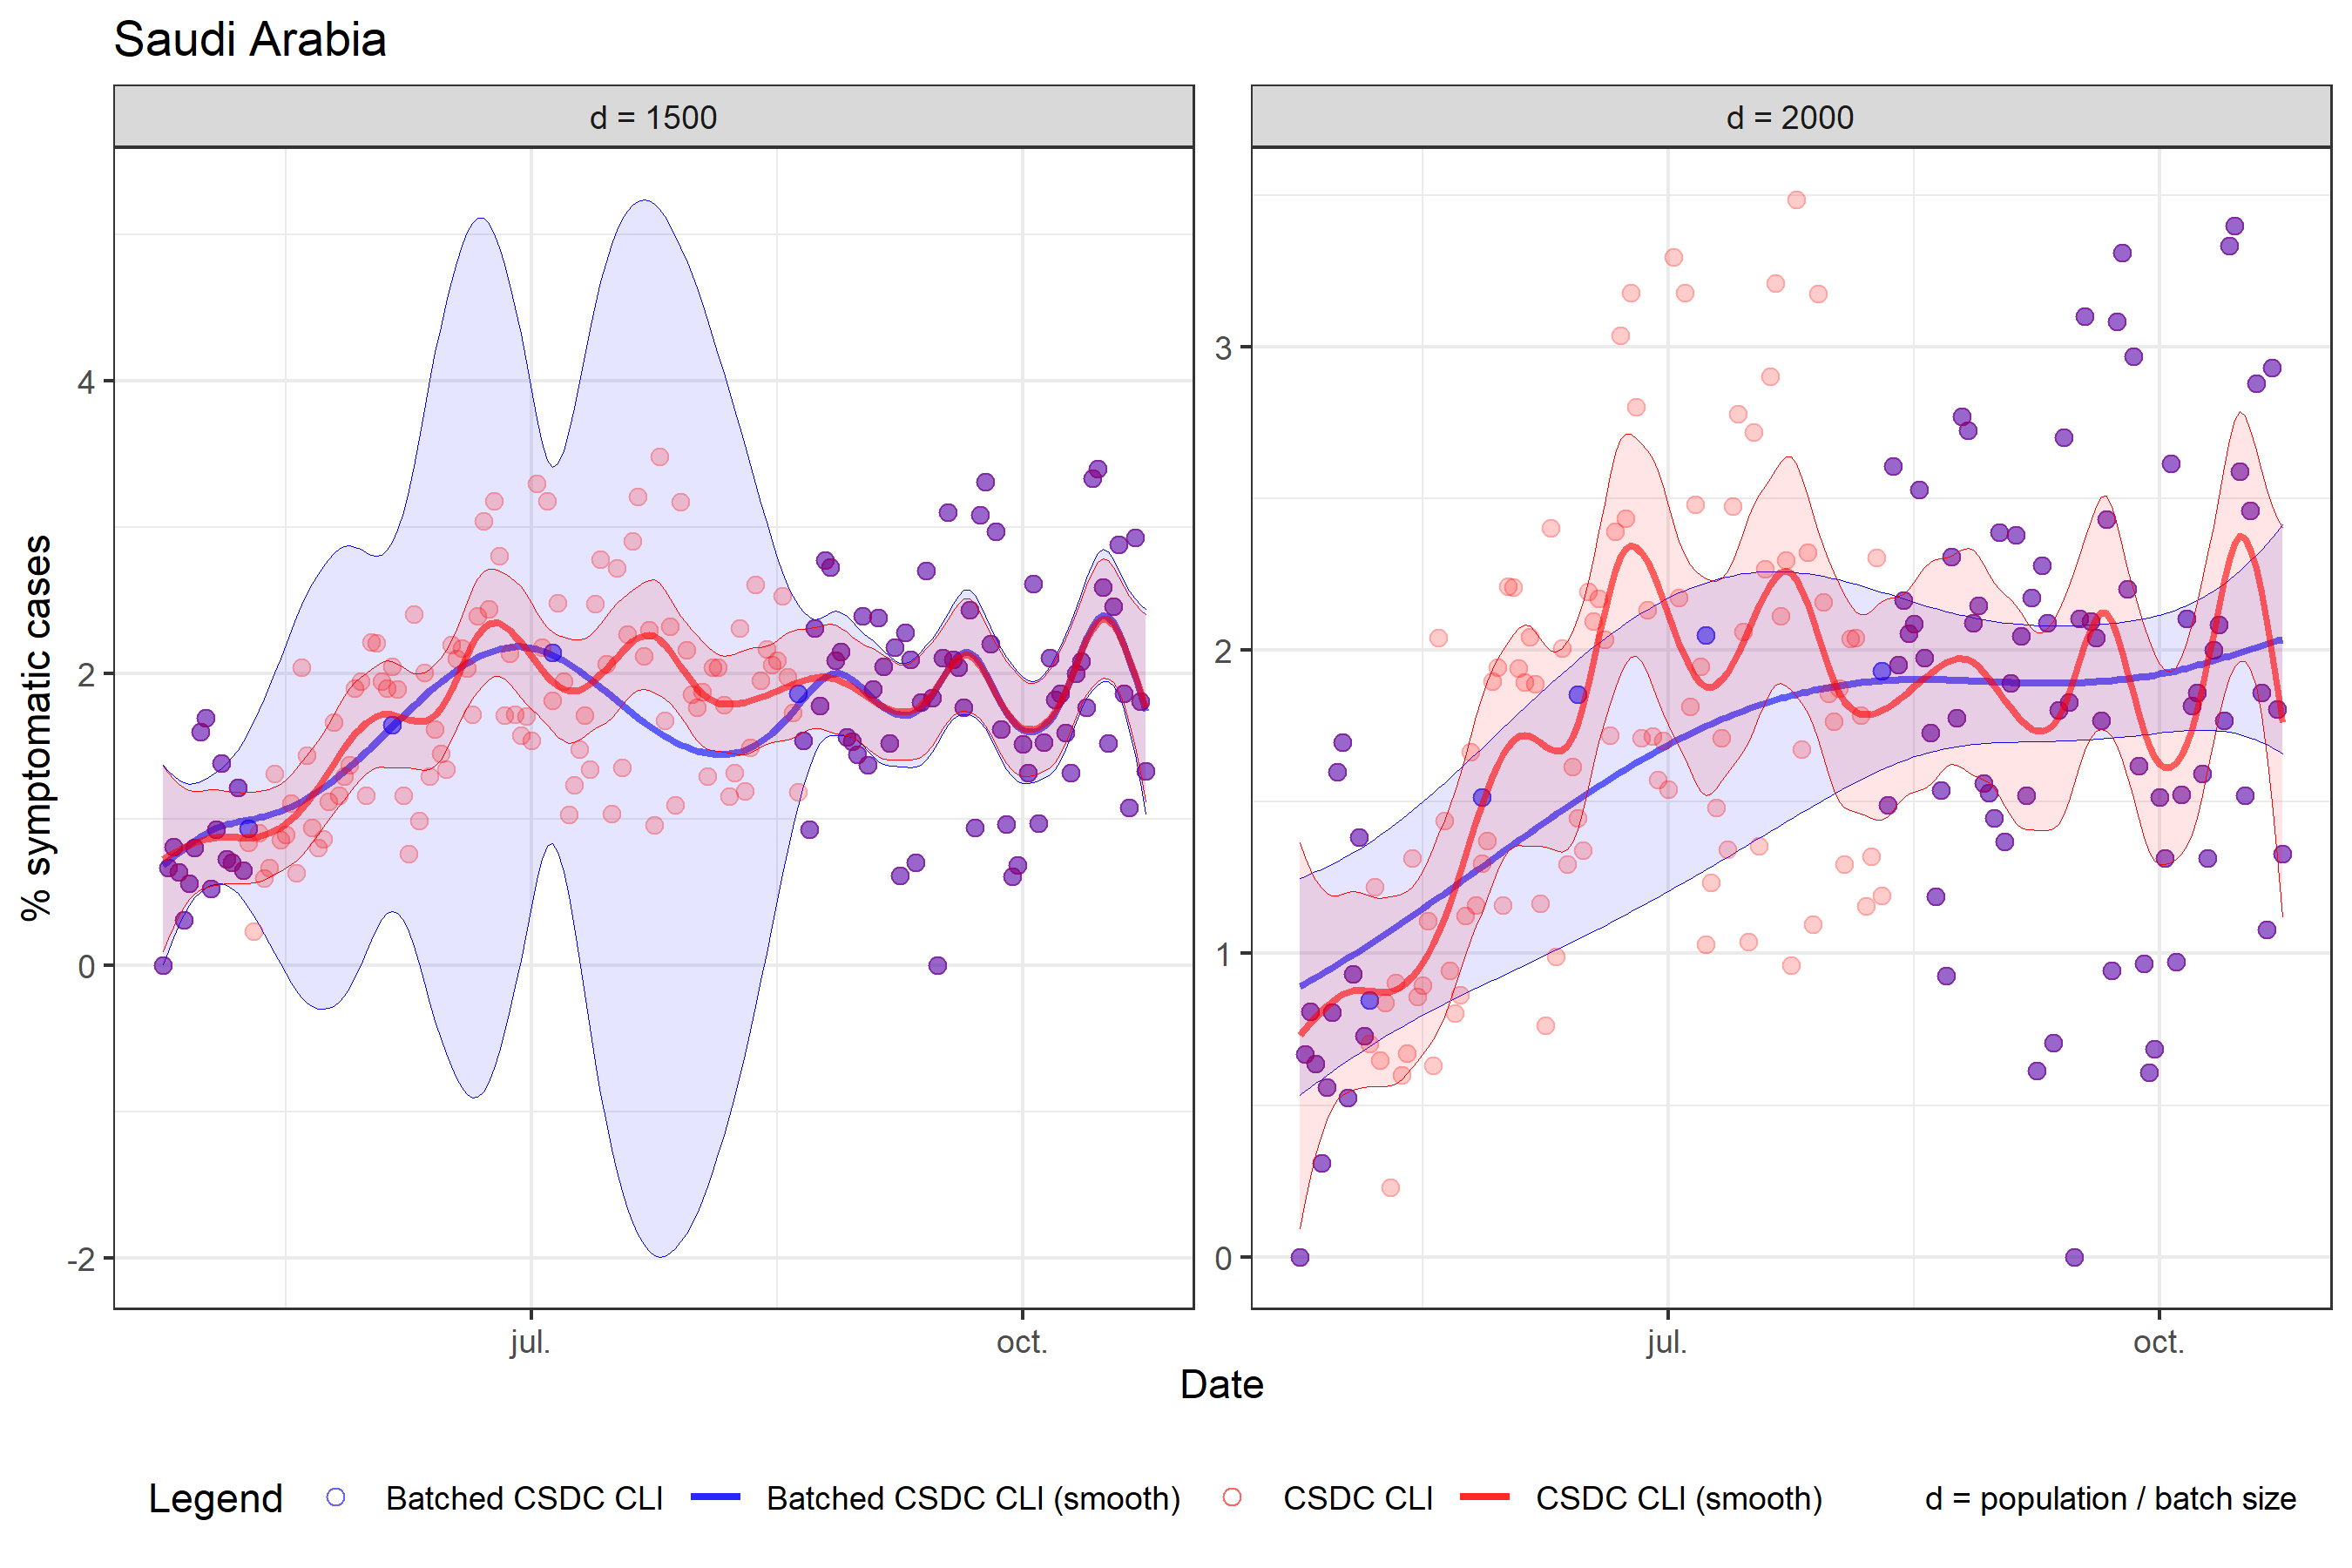 Saudi Arabia
d = 1500
d = 2000
% symptomatic cases
4
2
0
-2
3
2
1
0
jul.
oct.
jul.
oct.
Date
Legend
Batched CSDC CLI
Batched CSDC CLI (smooth)
CSDC CLI
CSDC CLI (smooth)
d = population / batch size